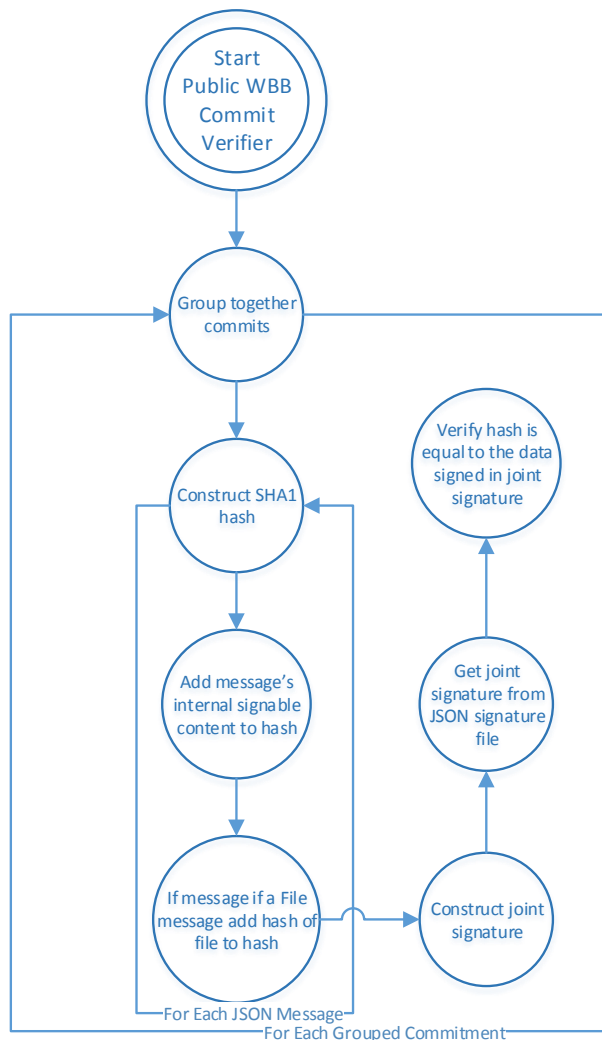 Start
Public WBB
Commit
Verifier
Group together
commits
Construct SHA1
hash
Add message's
internal signable
content to hash
If message if a File
message add hash of
file to hash
Construct joint
signature
Get joint
signature from
JSON signature
file
Verify hash is
equal to the data
signed in joint
signature
For Each JSON Message
For Each Grouped Commitment